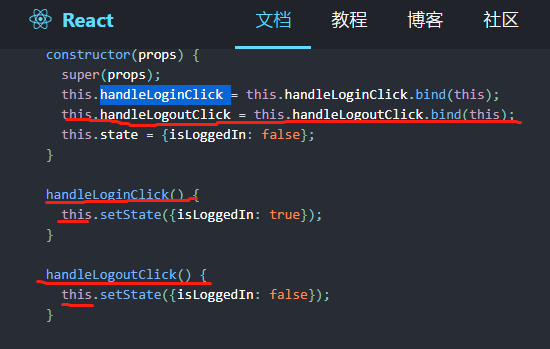 React 文档 教程 博客 社区
constructor(props) {
super(props);
this.handleLoginClick = this.handleLoginClick.bind(this);
this.handleLogoutClick = this.handleLogoutClick.bind(this);
this.state = {isLoggedIn: false};
}
handleLoginClick() {
this.setState({isLoggedIn: true});
}
handleLogoutClick() {
this.setState({isLoggedIn: false});
}